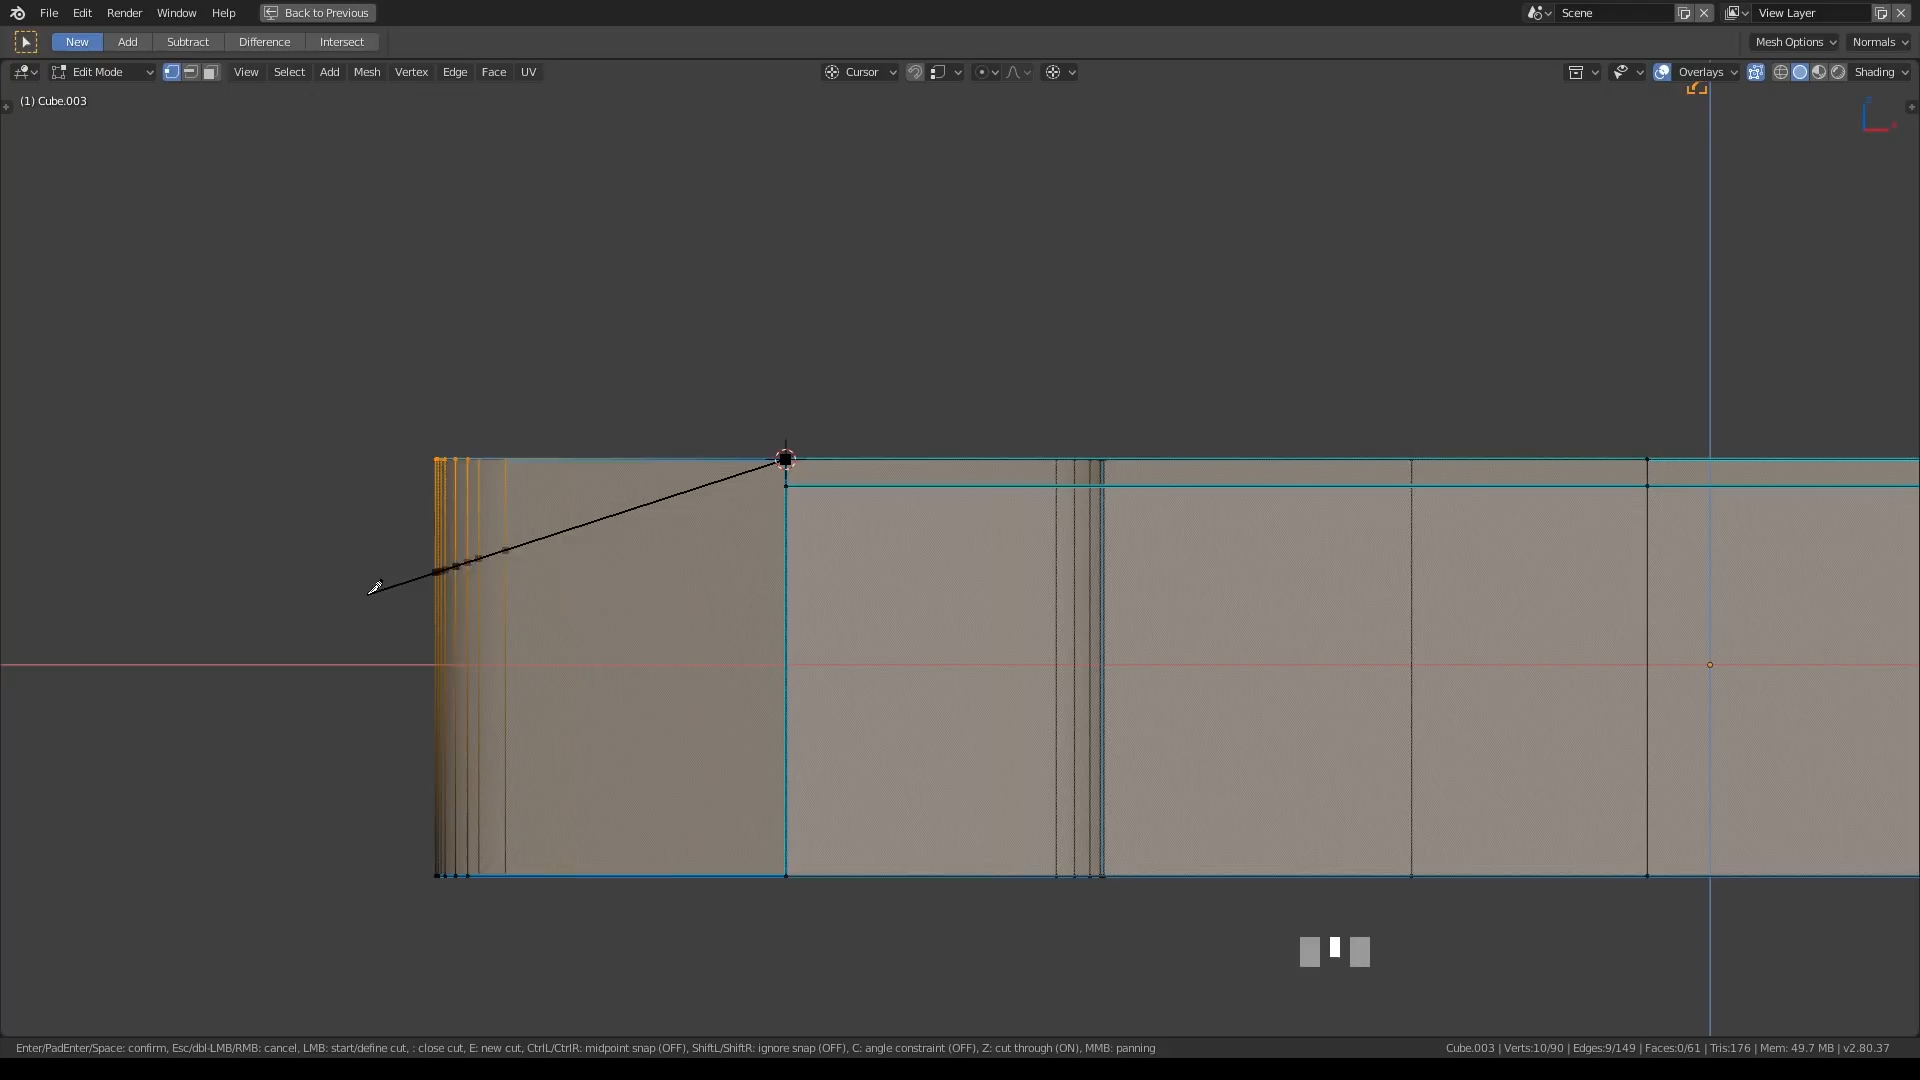 File Edit Render Window Help Back to Previous Scene View Layer
New Add Subtract Difference Intersect Mesh Options Normals
Edit Mode View Select Add Mesh Vertex Edge Face UV Cursor Overlays Shading
(1) Cube.003
Enter/PadEnter/Space: confirm, Esc/dbl-LMB/RMB: cancel, LMB: start/define cut, : close cut, E: new cut, CtrlL/CtrlR: midpoint snap (OFF), ShiftL/ShiftR: ignore snap (OFF), C: angle constraint (OFF), Z: cut through (ON), MMB: panning Cube.003 | Verts:10/90 | Edges:9/149 | Faces:0/61 | Tris:176 | Mem: 49.7 MB | v2.80.37